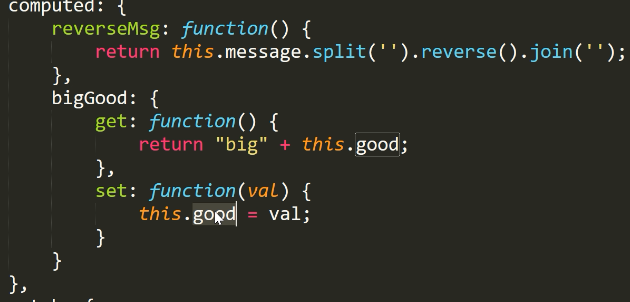 computed: {
reverseMsg: function() {
return this.message.split('').reverse().join('');
},
bigGood: {
get: function() {
return "big" + this.good;
},
set: function(val) {
this.good = val;
}
}
},